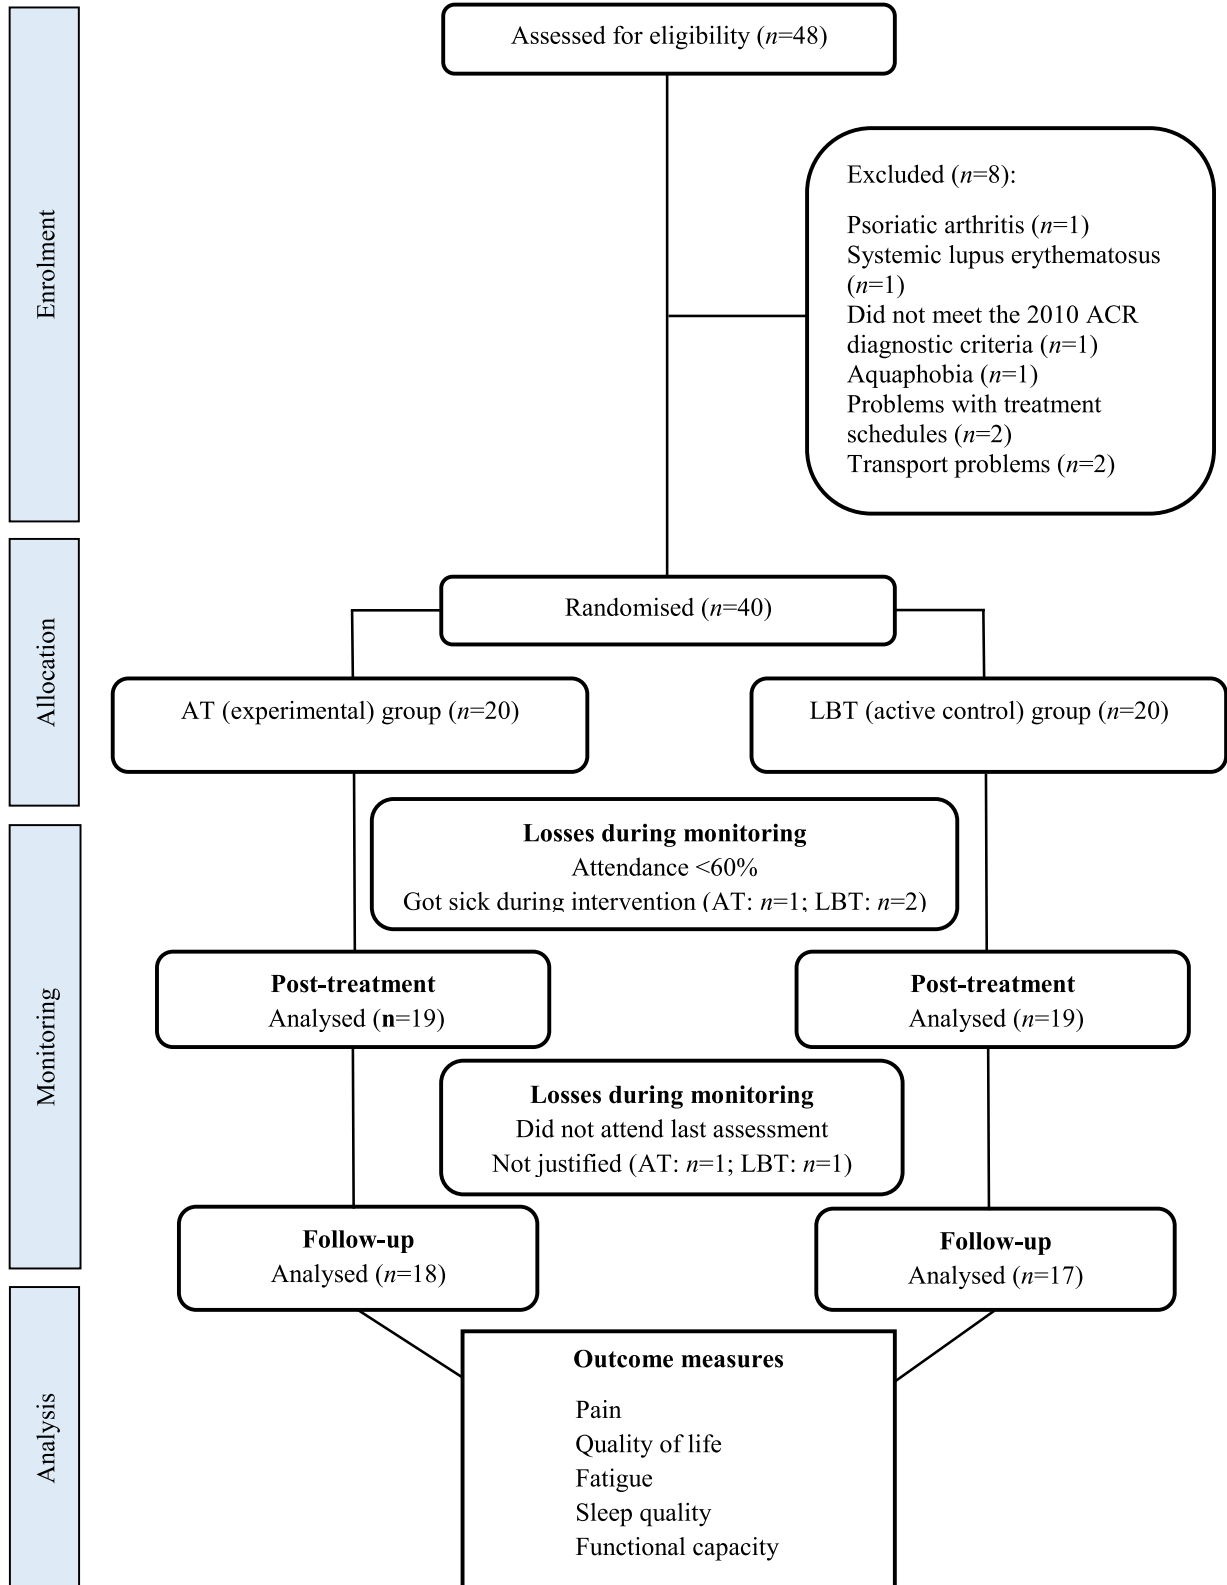 Enrolment
Assessed for eligibility (n=48)
Excluded (n=8):
Psoriatic arthritis (n=1)
Systemic lupus erythematosus
(n=1)
Did not meet the 2010 ACR
diagnostic criteria (n=1)
Aquaphobia (n=1)
Problems with treatment
schedules (n=2)
Transport problems (n=2)
Allocation
Randomised (n=40)
AT (experimental) group (n=20)
LBT (active control) group (n=20)
Monitoring
Losses during monitoring
Attendance <60%
Got sick during intervention (AT: n=1; LBT: n=2)
Post-treatment
Analysed (n=19)
Post-treatment
Analysed (n=19)
Losses during monitoring
Did not attend last assessment
Not justified (AT: n=1; LBT: n=1)
Follow-up
Analysed (n=18)
Follow-up
Analysed (n=17)
Analysis
Outcome measures
Pain
Quality of life
Fatigue
Sleep quality
Functional capacity